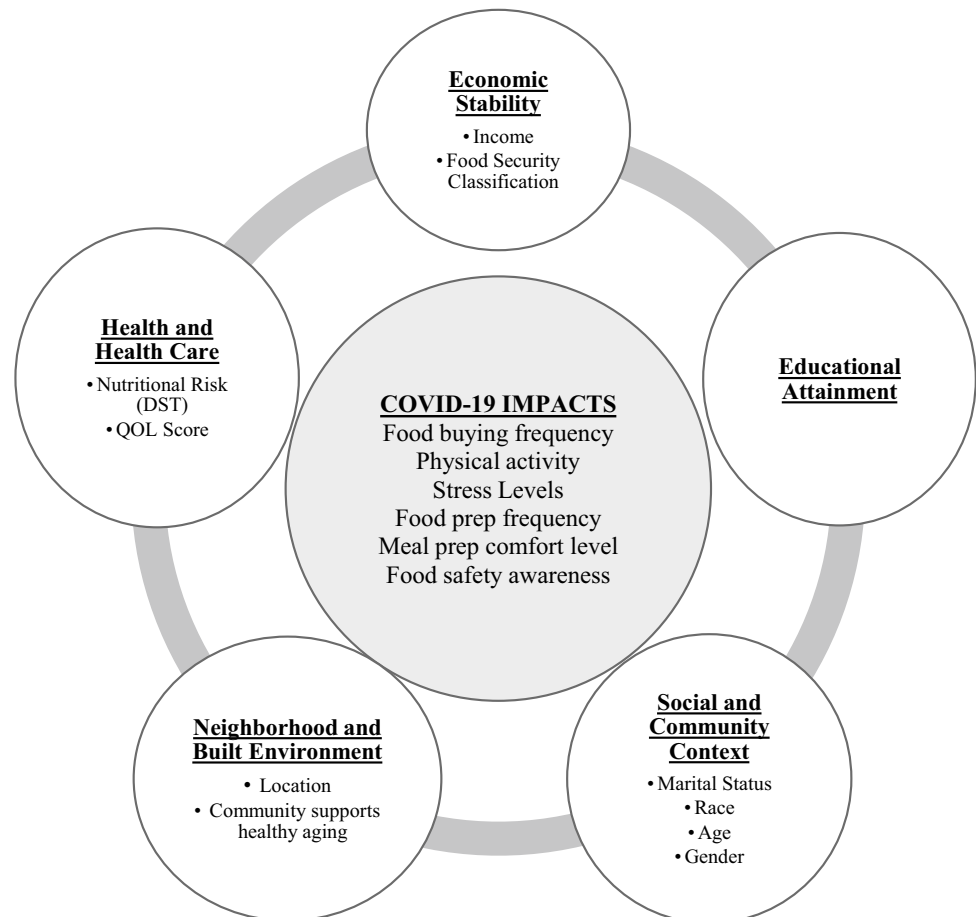 Economic
Stability
• Income
• Food Security
Classification
Health and
Health Care
• Nutritional Risk
(DST)
• QOL Score
Educational
Attainment
COVID-19 IMPACTS
Food buying frequency
Physical activity
Stress Levels
Food prep frequency
Meal prep comfort level
Food safety awareness
Neighborhood and
Built Environment
• Location
• Community supports
healthy aging
Social and
Community
Context
• Marital Status
• Race
• Age
• Gender